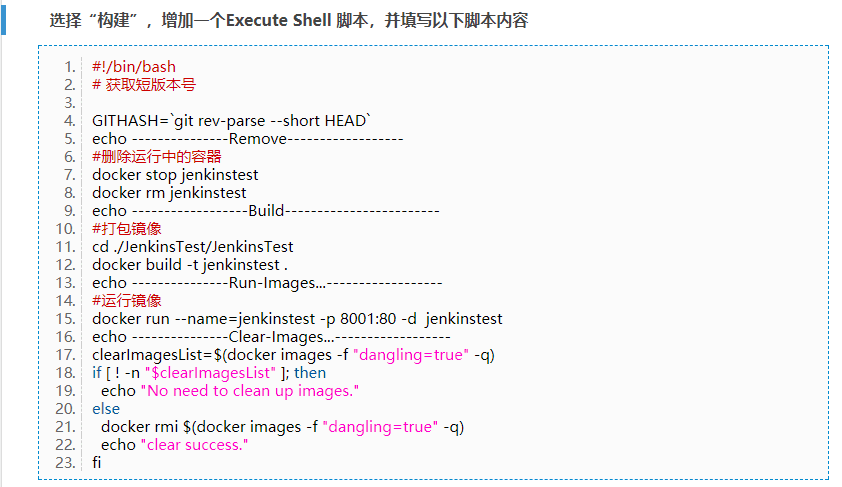 选择“构建”，增加一个Execute Shell 脚本，并填写以下脚本内容
1. #!/bin/bash
2. # 获取短版本号
3.
4. GITHASH=`git rev-parse --short HEAD`
5. echo ---------------Remove------------------
6. #删除运行中的容器
7. docker stop jenkinstest
8. docker rm jenkinstest
9. echo ------------------Build------------------------
10. #打包镜像
11. cd ./JenkinsTest/JenkinsTest
12. docker build -t jenkinstest .
13. echo ---------------Run-Images...------------------
14. #运行镜像
15. docker run --name=jenkinstest -p 8001:80 -d  jenkinstest
16. echo ---------------Clear-Images...------------------
17. clearImagesList=$(docker images -f "dangling=true" -q)
18. if [ ! -n "$clearImagesList" ]; then
19.   echo "No need to clean up images."
20. else
21.   docker rmi $(docker images -f "dangling=true" -q)
22.   echo "clear success."
23. fi